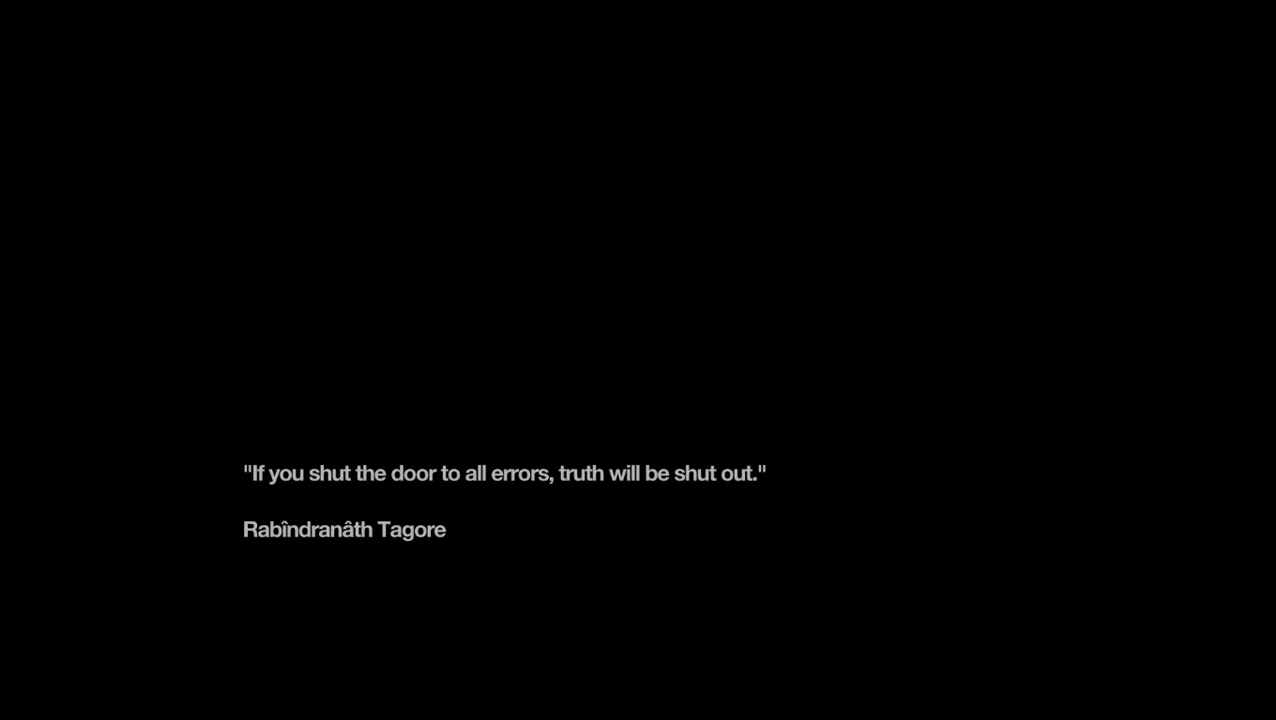 "If you shut the door to all errors, truth will be shut out."
Rabîndranâth Tagore